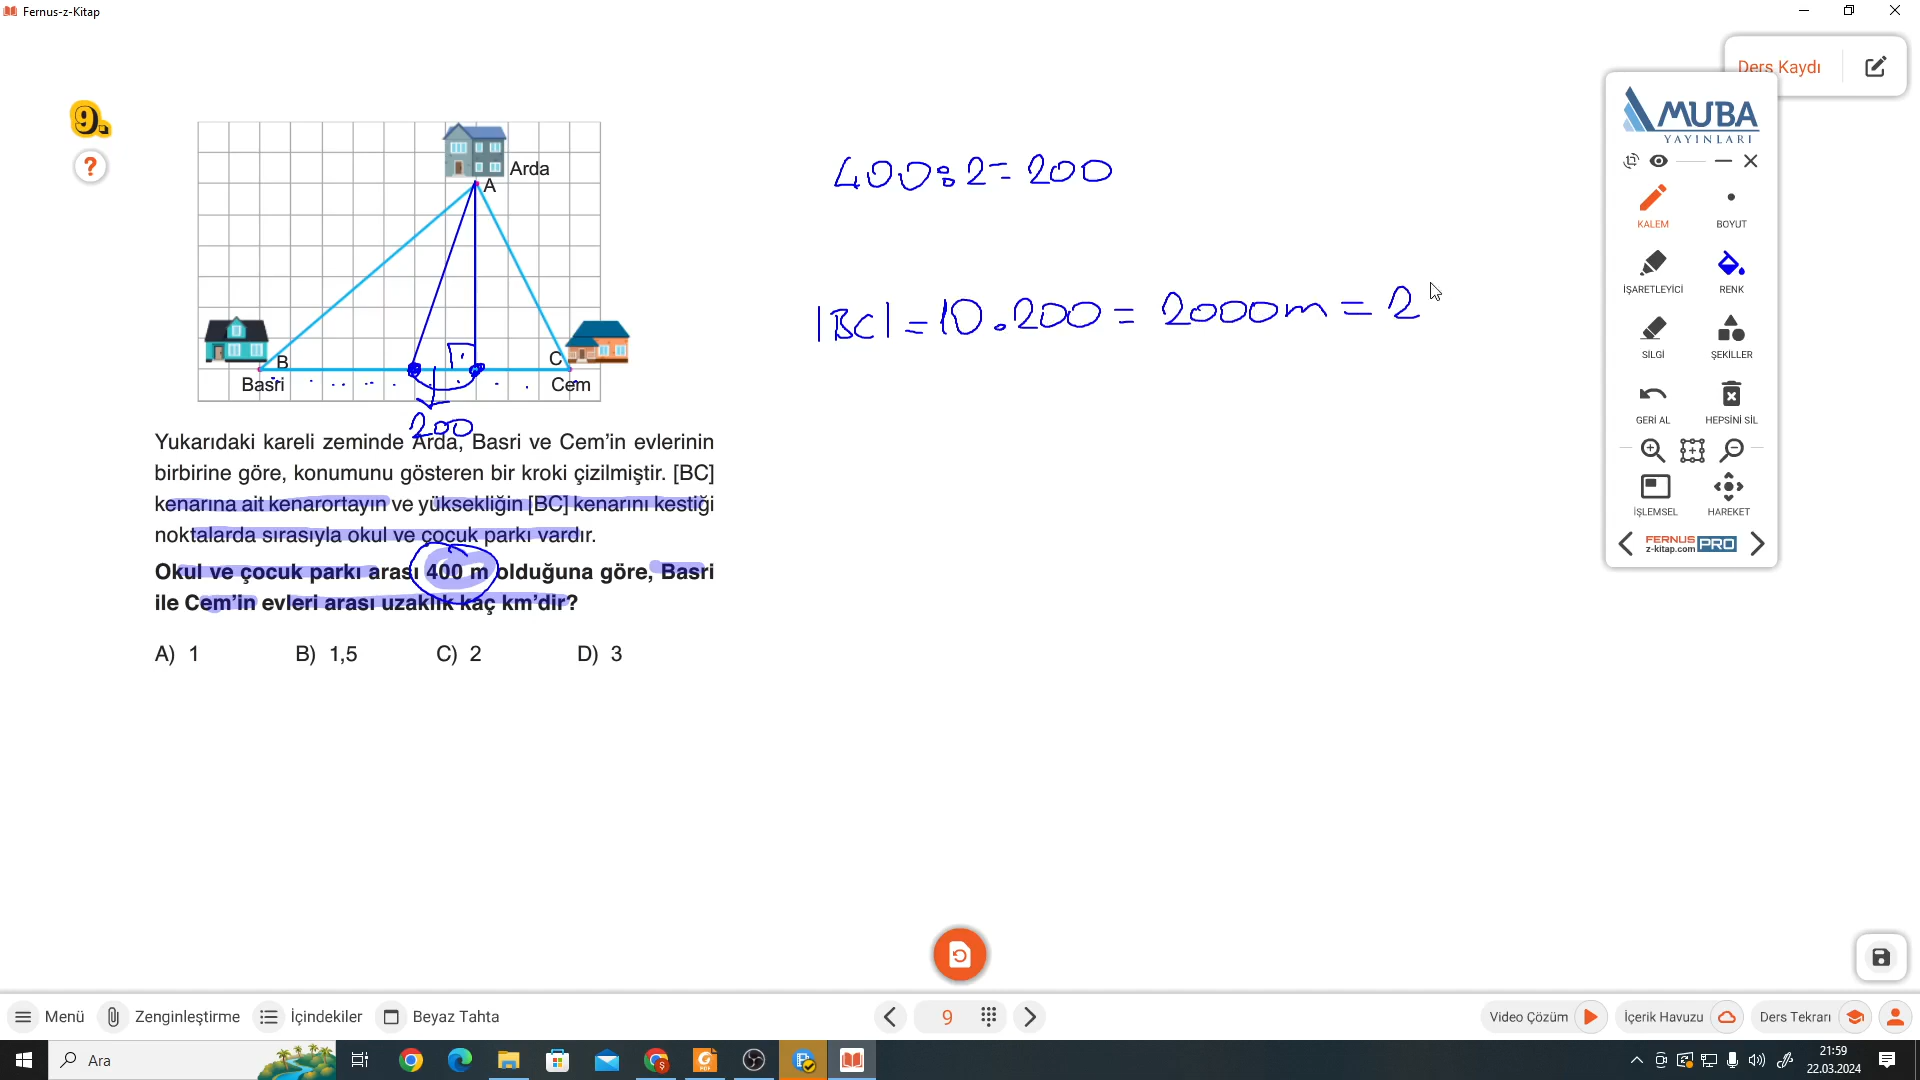 Fernus-z-Kitap
Ders Kaydı
MUBA
YAYINLARI
KALEM
BOYUT
İŞARETLEYİCİ
RENK
SİLGİ
ŞEKİLLER
GERİ AL
HEPSİNİ SİL
İŞLEMSEL
HAREKET
FERNUS
z-kitap.com
PRO
9.
?
Arda
A
B
C
Basri
Cem
200
400:2=200
|BC|=10.200=2000m=2
Yukarıdaki kareli zeminde Arda, Basri ve Cem’in evlerinin
birbirine göre, konumunu gösteren bir kroki çizilmiştir. [BC]
kenarına ait kenarortayın ve yüksekliğin [BC] kenarını kestiği
noktalarda sırasıyla okul ve çocuk parkı vardır.
Okul ve çocuk parkı arası 400 m olduğuna göre, Basri
ile Cem’in evleri arası uzaklık kaç km’dir?
A) 1 B) 1,5 C) 2 D) 3
Menü Zenginleştirme İçindekiler Beyaz Tahta 9 Video Çözüm İçerik Havuzu Ders Tekrarı
Ara
21:59
22.03.2024